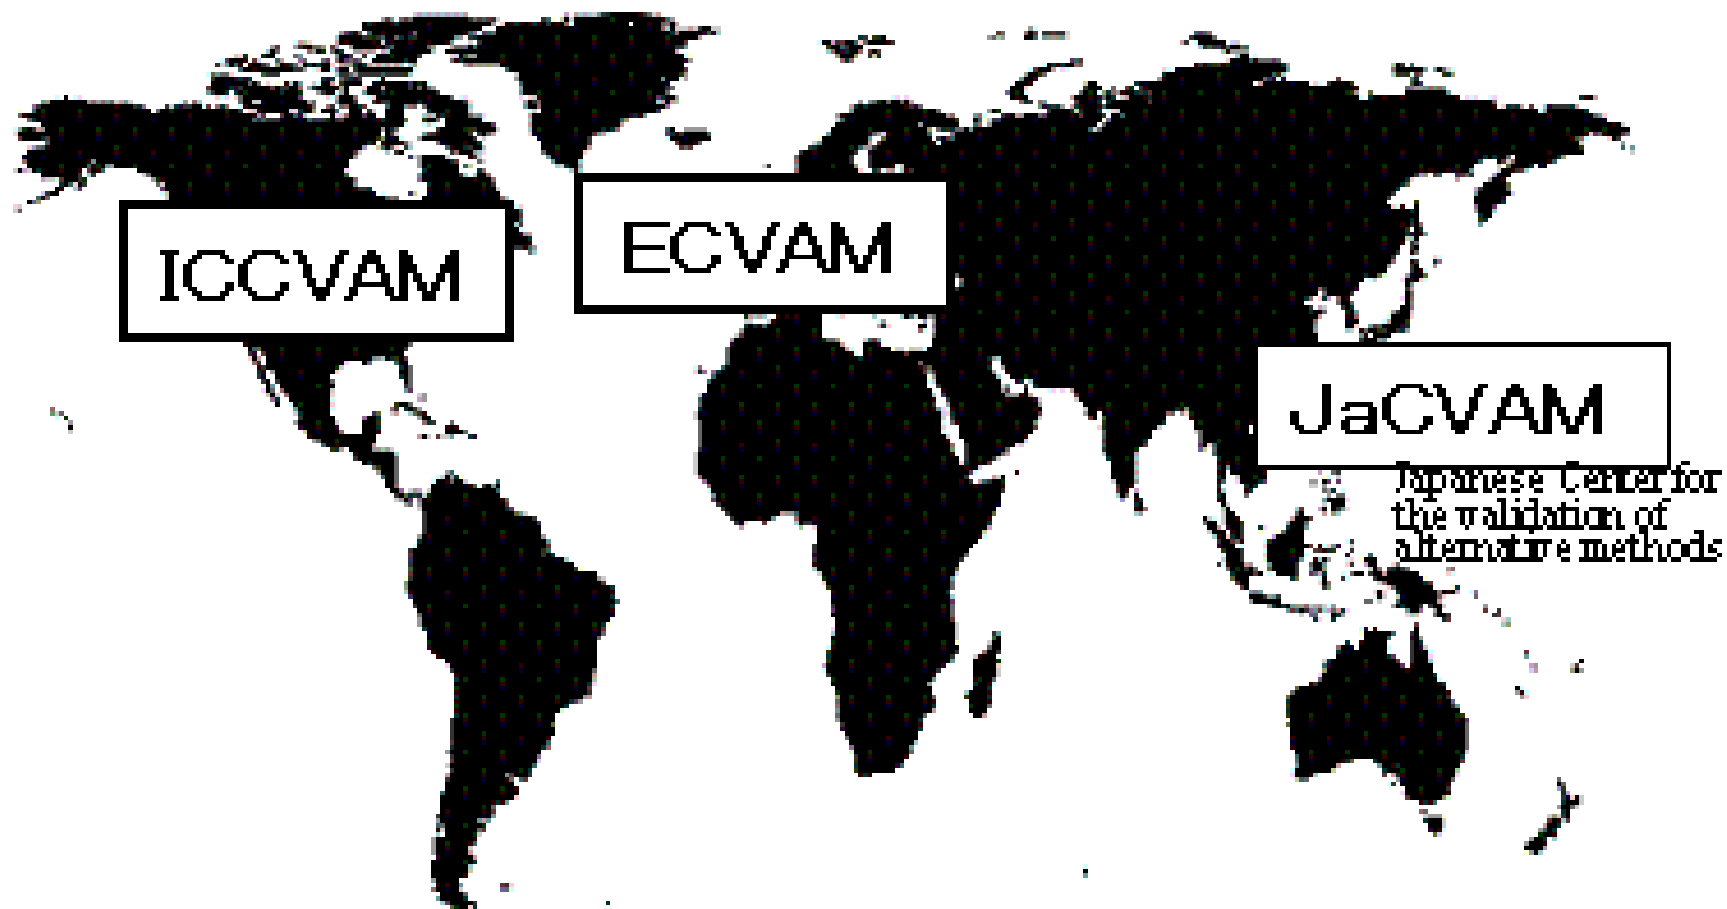 ICCVAM
ECVAM
JaCVAM
Japanese Center for
the validation of
alternative methods